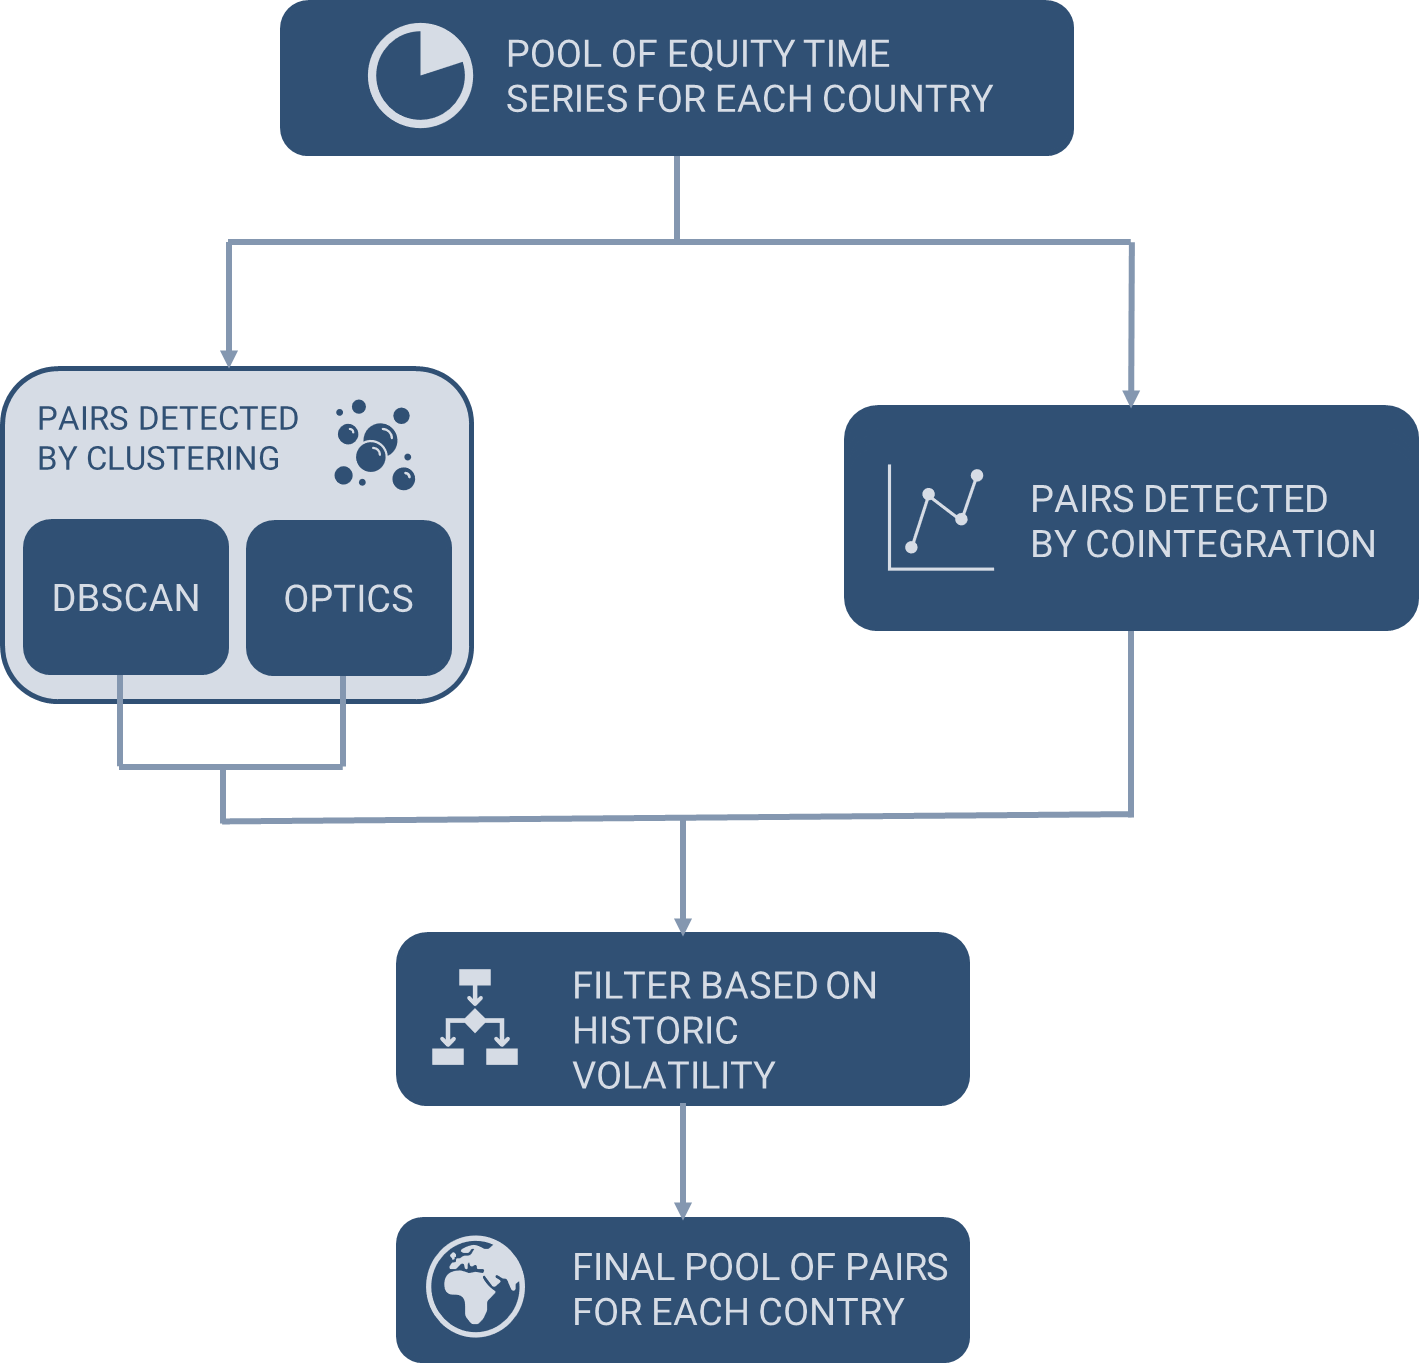 POOL OF EQUITY TIME
SERIES FOR EACH COUNTRY
PAIRS DETECTED
BY CLUSTERING
DBSCAN
OPTICS
PAIRS DETECTED
BY COINTEGRATION
FILTER BASED ON
HISTORIC
VOLATILITY
FINAL POOL OF PAIRS
FOR EACH CONTRY